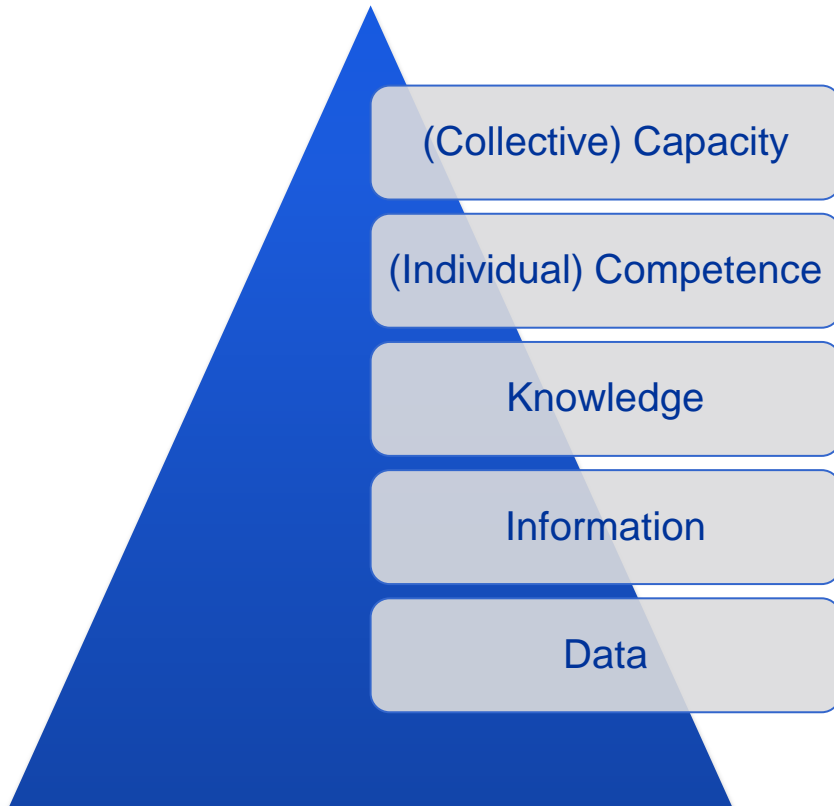 (Collective) Capacity
(Individual) Competence
Knowledge
Information
Data